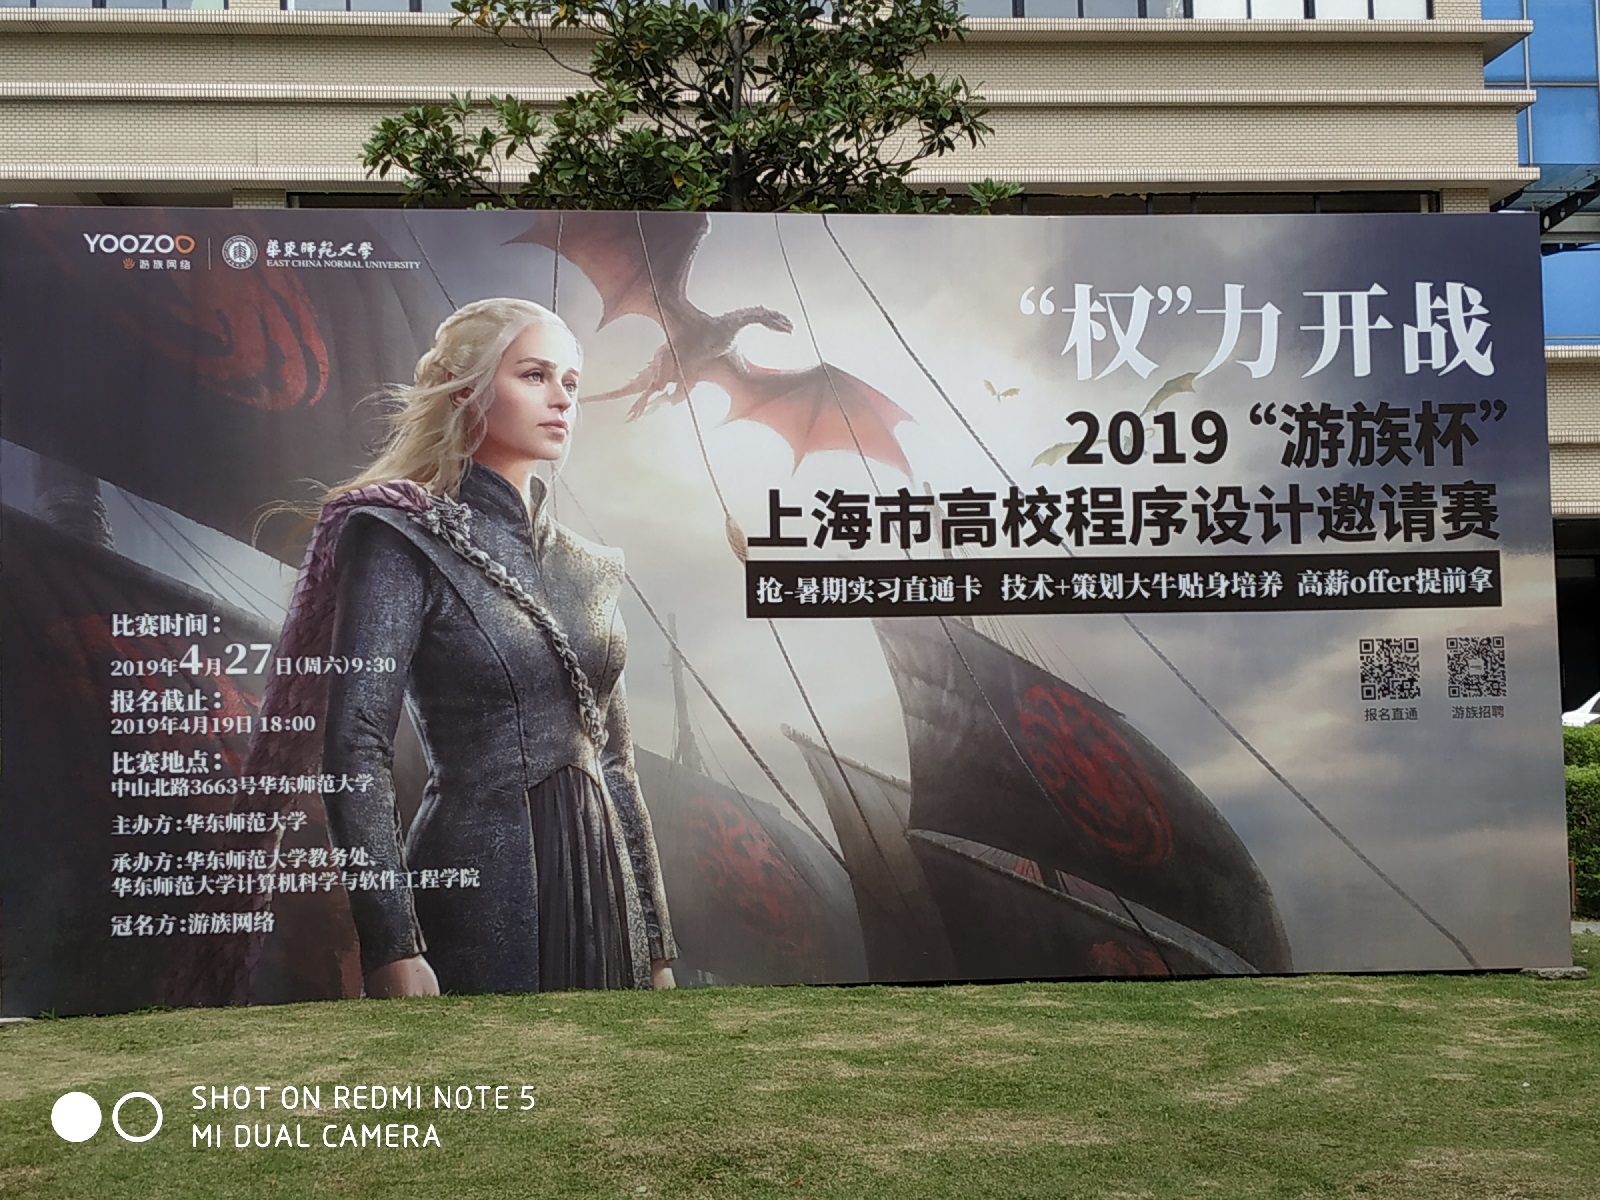 YOOZOO
游族网络
華東師範大學
EAST CHINA NORMAL UNIVERSITY
“权”力开战
2019 “游族杯”
上海市高校程序设计邀请赛
抢-暑期实习直通卡 技术+策划大牛贴身培养 高薪offer提前拿
报名直通
游族招聘
比赛时间：
2019年4月27日(周六)9:30
报名截止：
2019年4月19日 18:00
比赛地点：
中山北路3663号华东师范大学
主办方：华东师范大学
承办方：华东师范大学教务处、
华东师范大学计算机科学与软件工程学院
冠名方：游族网络
SHOT ON REDMI NOTE 5
MI DUAL CAMERA